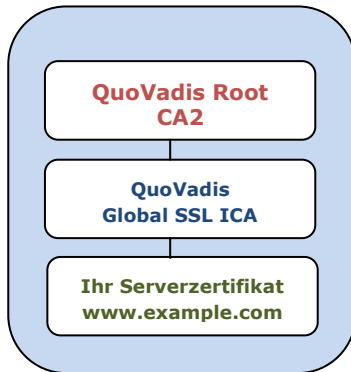 QuoVadis Root
CA2
QuoVadis
Global SSL ICA
Ihr Serverzertifikat
www.example.com